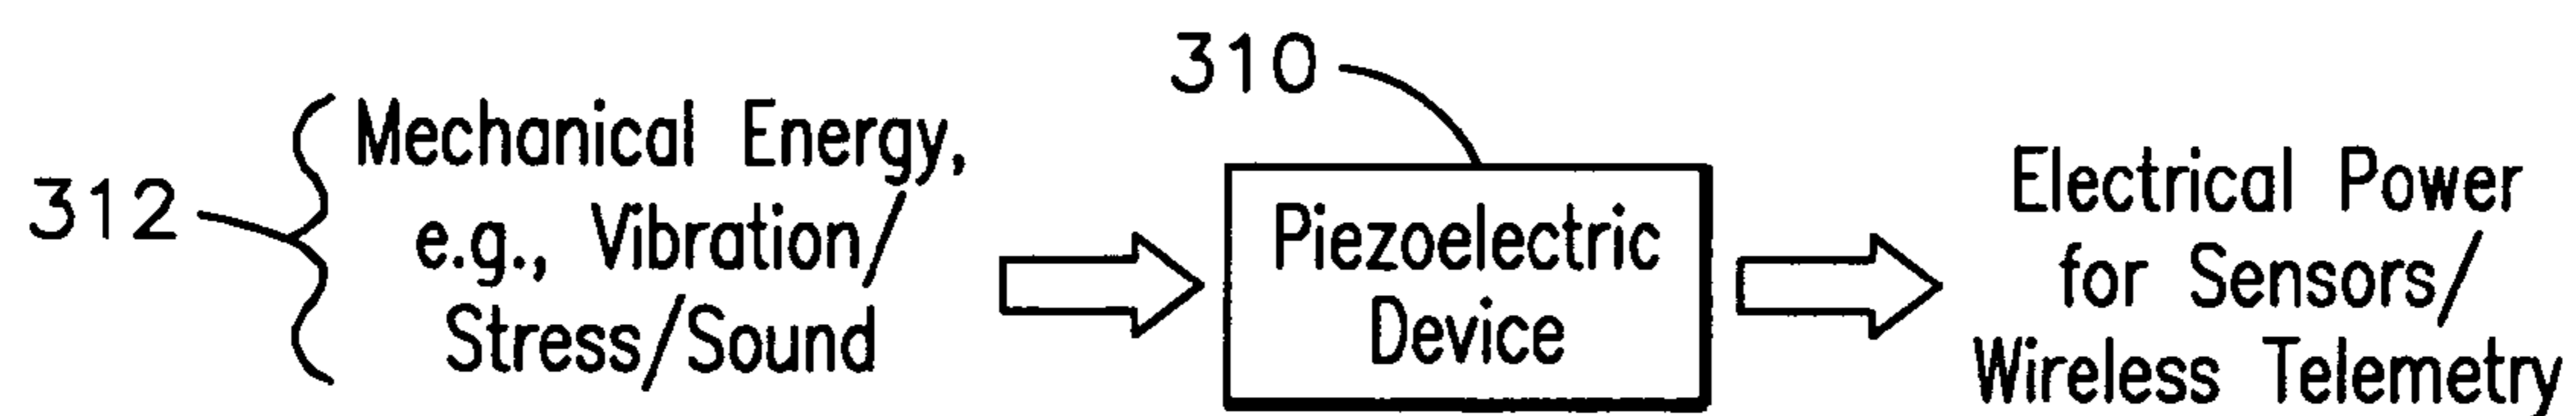 310
312
Mechanical Energy,
e.g., Vibration/
Stress/Sound
Piezoelectric
Device
Electrical Power
for Sensors/
Wireless Telemetry